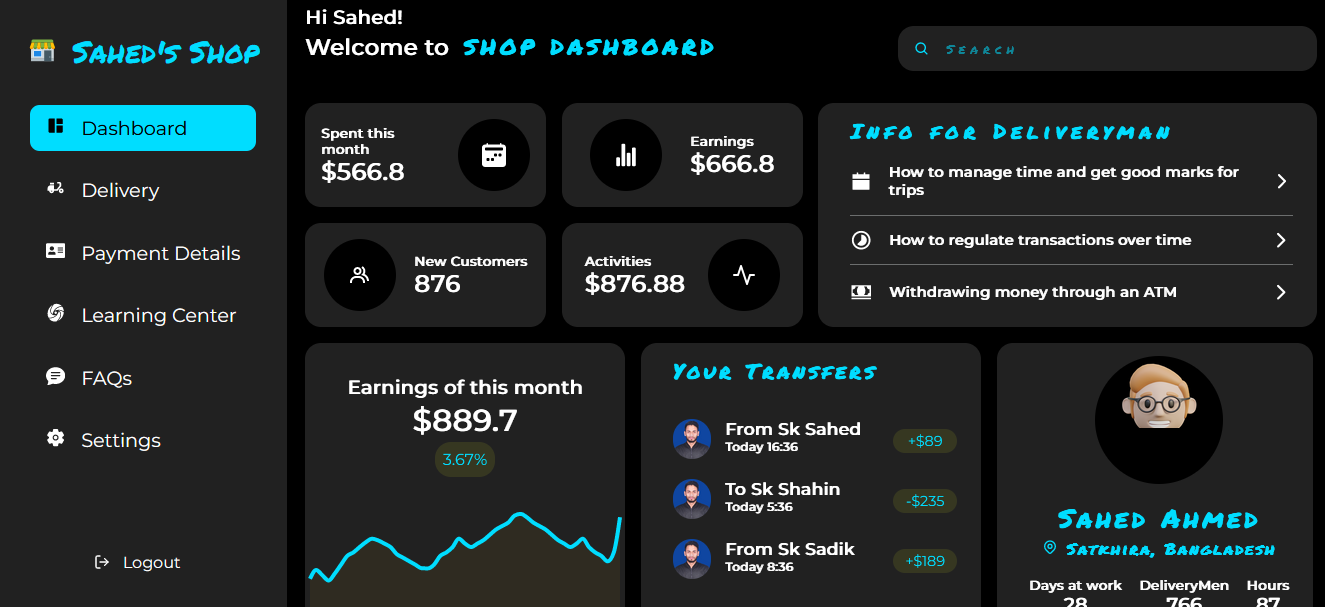 Sahed's Shop
Dashboard
Delivery
Payment Details
Learning Center
FAQs
Settings
Logout
Hi Sahed!
Welcome to SHOP DASHBOARD
Search
Spent this
month
$566.8
Earnings
$666.8
New Customers
876
Activities
$876.88
Info for Deliveryman
How to manage time and get good marks for
trips
How to regulate transactions over time
Withdrawing money through an ATM
Earnings of this month
$889.7
3.67%
Your Transfers
From Sk Sahed
Today 16:36
+$89
To Sk Shahin
Today 5:36
-$235
From Sk Sadik
Today 8:36
+$189
Sahed Ahmed
Satkhira, Bangladesh
Days at work
28
DeliveryMen
766
Hours
87